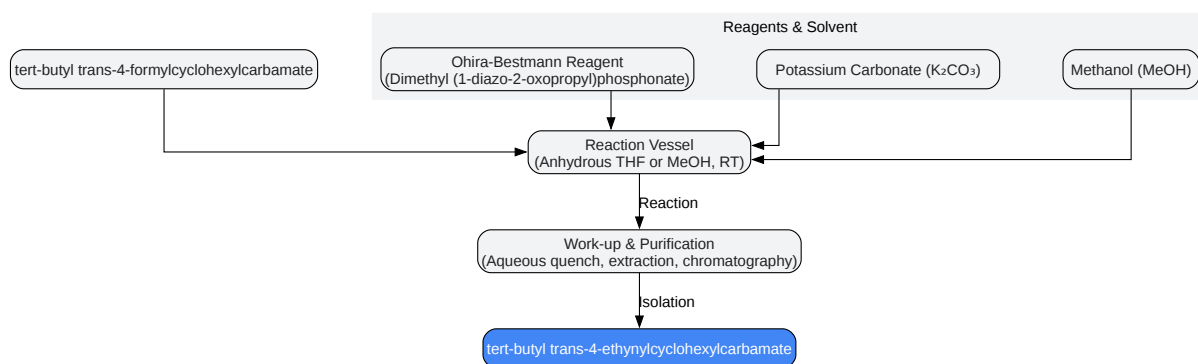 Reagents & Solvent
tert-butyl trans-4-formylcyclohexylcarbamate
Ohira-Bestmann Reagent
(Dimethyl (1-diazo-2-oxopropyl)phosphonate)
Potassium Carbonate (K₂CO₃)
Methanol (MeOH)
Reaction Vessel
(Anhydrous THF or MeOH, RT)
Reaction
Work-up & Purification
(Aqueous quench, extraction, chromatography)
Isolation
tert-butyl trans-4-ethynylcyclohexylcarbamate